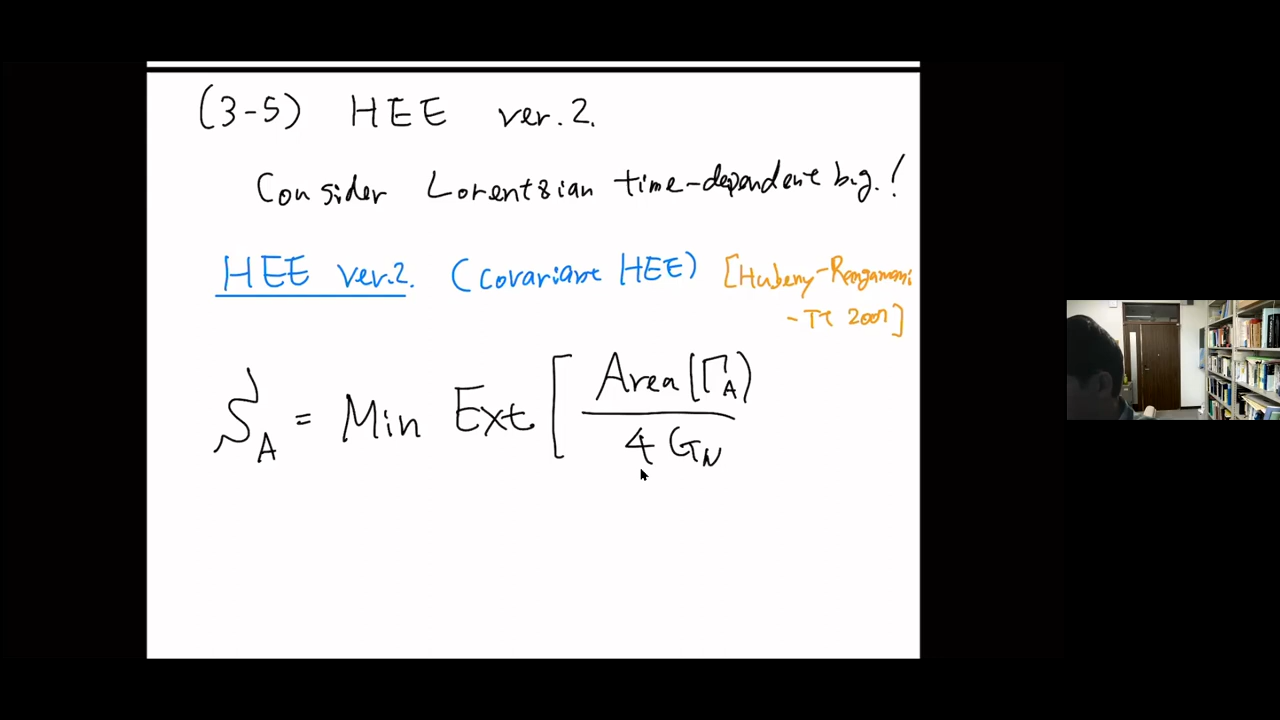 (3-5) HEE ver.2.
Consider Lorentzian time-dependent b.g.!
HEE ver.2. (covariant HEE) [Hubeny-Rangamani
-TT 2007]
S_A = Min Ext [ Area(Γ_A) / 4 G_N